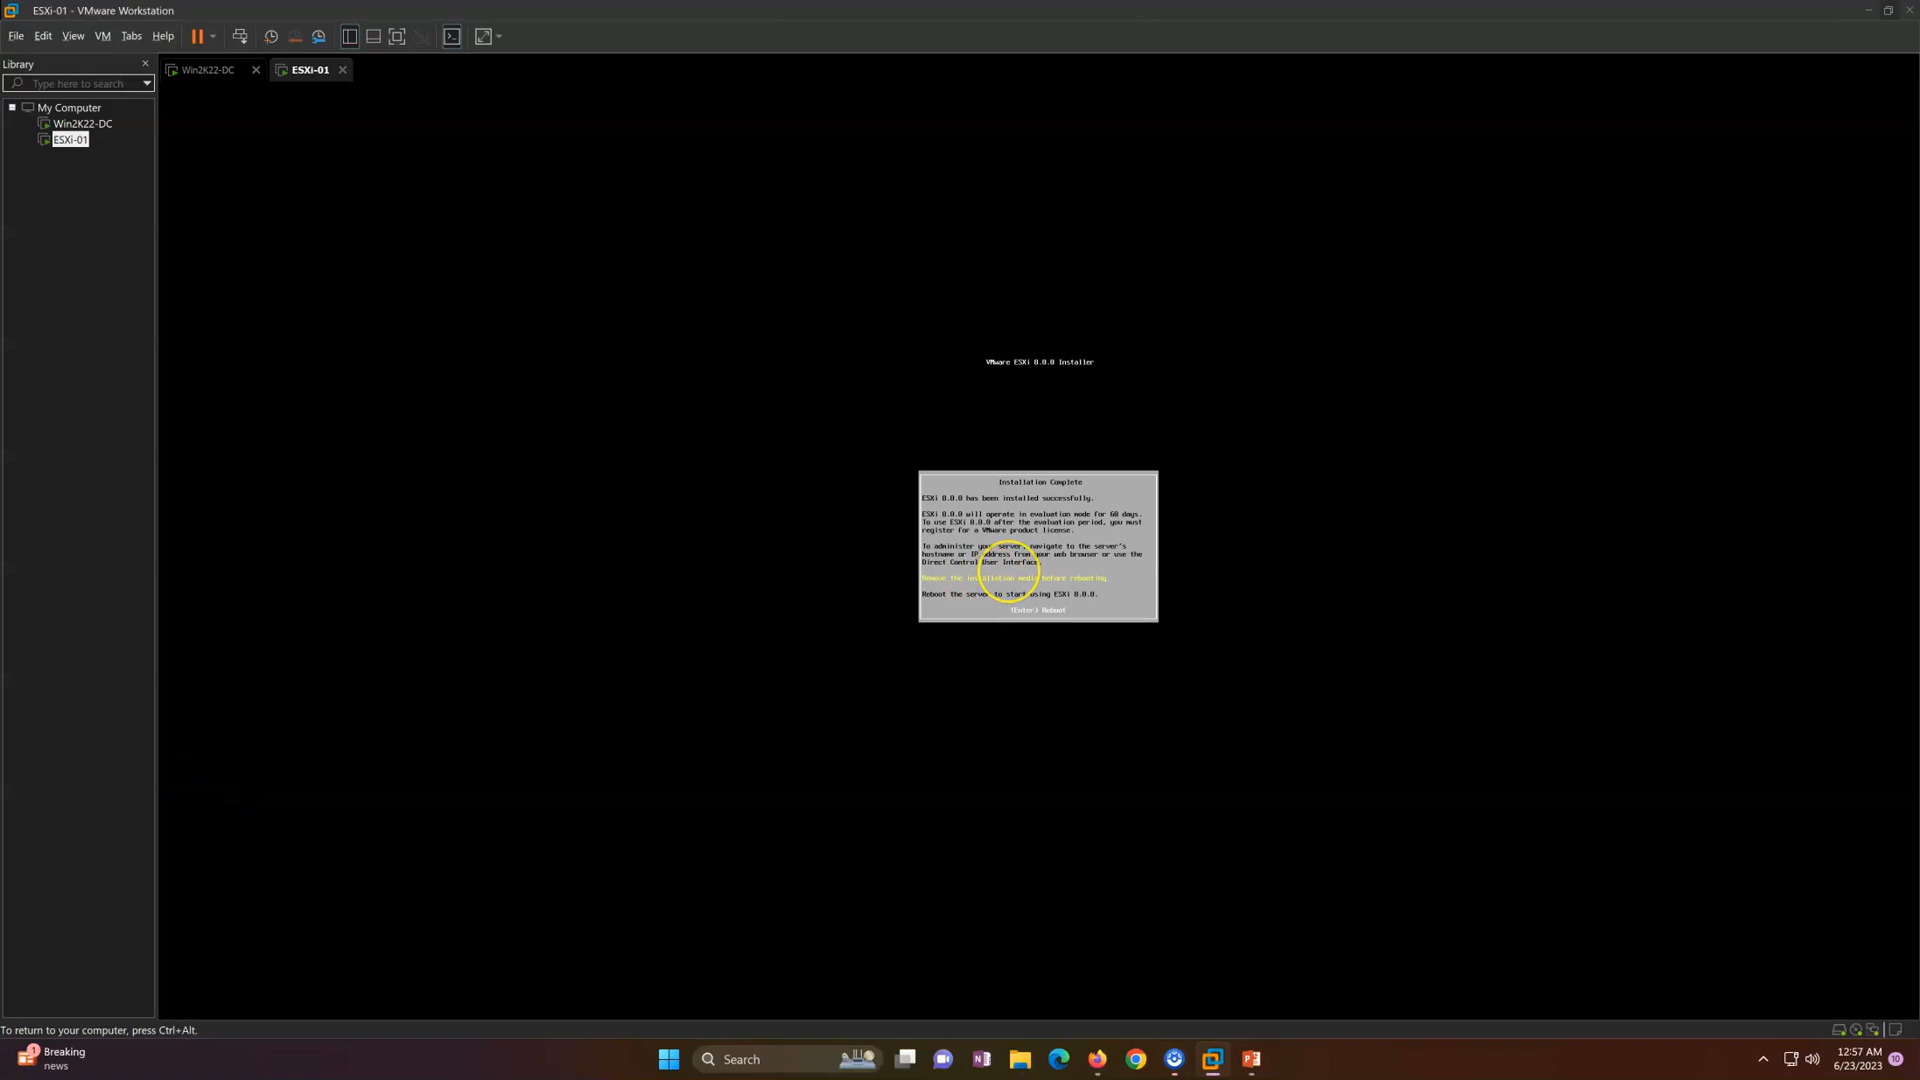 ESXi-01 - VMware Workstation
File Edit View VM Tabs Help
Library
Type here to search
My Computer
Win2K22-DC
ESXi-01
Win2K22-DC
ESXi-01
VMware ESXi 8.0.0 Installer
Installation Complete
ESXi 8.0.0 has been installed successfully.
ESXi 8.0.0 will operate in evaluation mode for 60 days.
To use ESXi 8.0.0 after the evaluation period, you must
register for a VMware product license.
To administer your server, navigate to the server's
hostname or IP address from your web browser or use the
Direct Control User Interface.
Remove the installation media before rebooting.
Reboot the server to start using ESXi 8.0.0.
(Enter) Reboot
To return to your computer, press Ctrl+Alt.
1
Breaking
news
Search
N
P
12:57 AM
6/23/2023
10